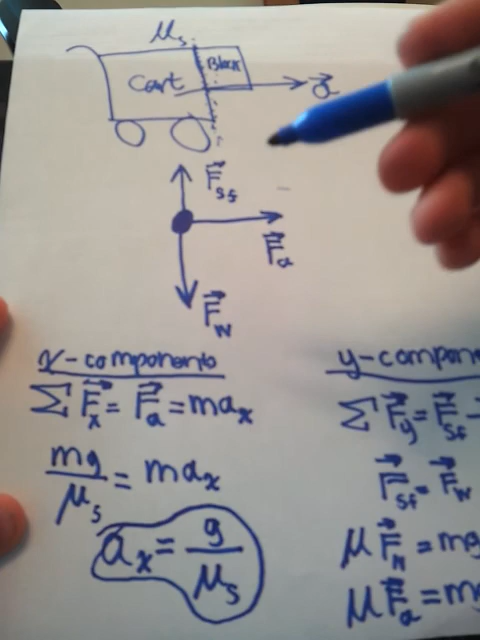 μs
Block
Cart
a⃗
F⃗sf
F⃗a
F⃗w
x-components
ΣF⃗x = F⃗a = max
mg/μs = max
ax = g/μs
y-compone
ΣF⃗y = F⃗sf -
F⃗sf = F⃗w
μF⃗n = mg
μF⃗a = m